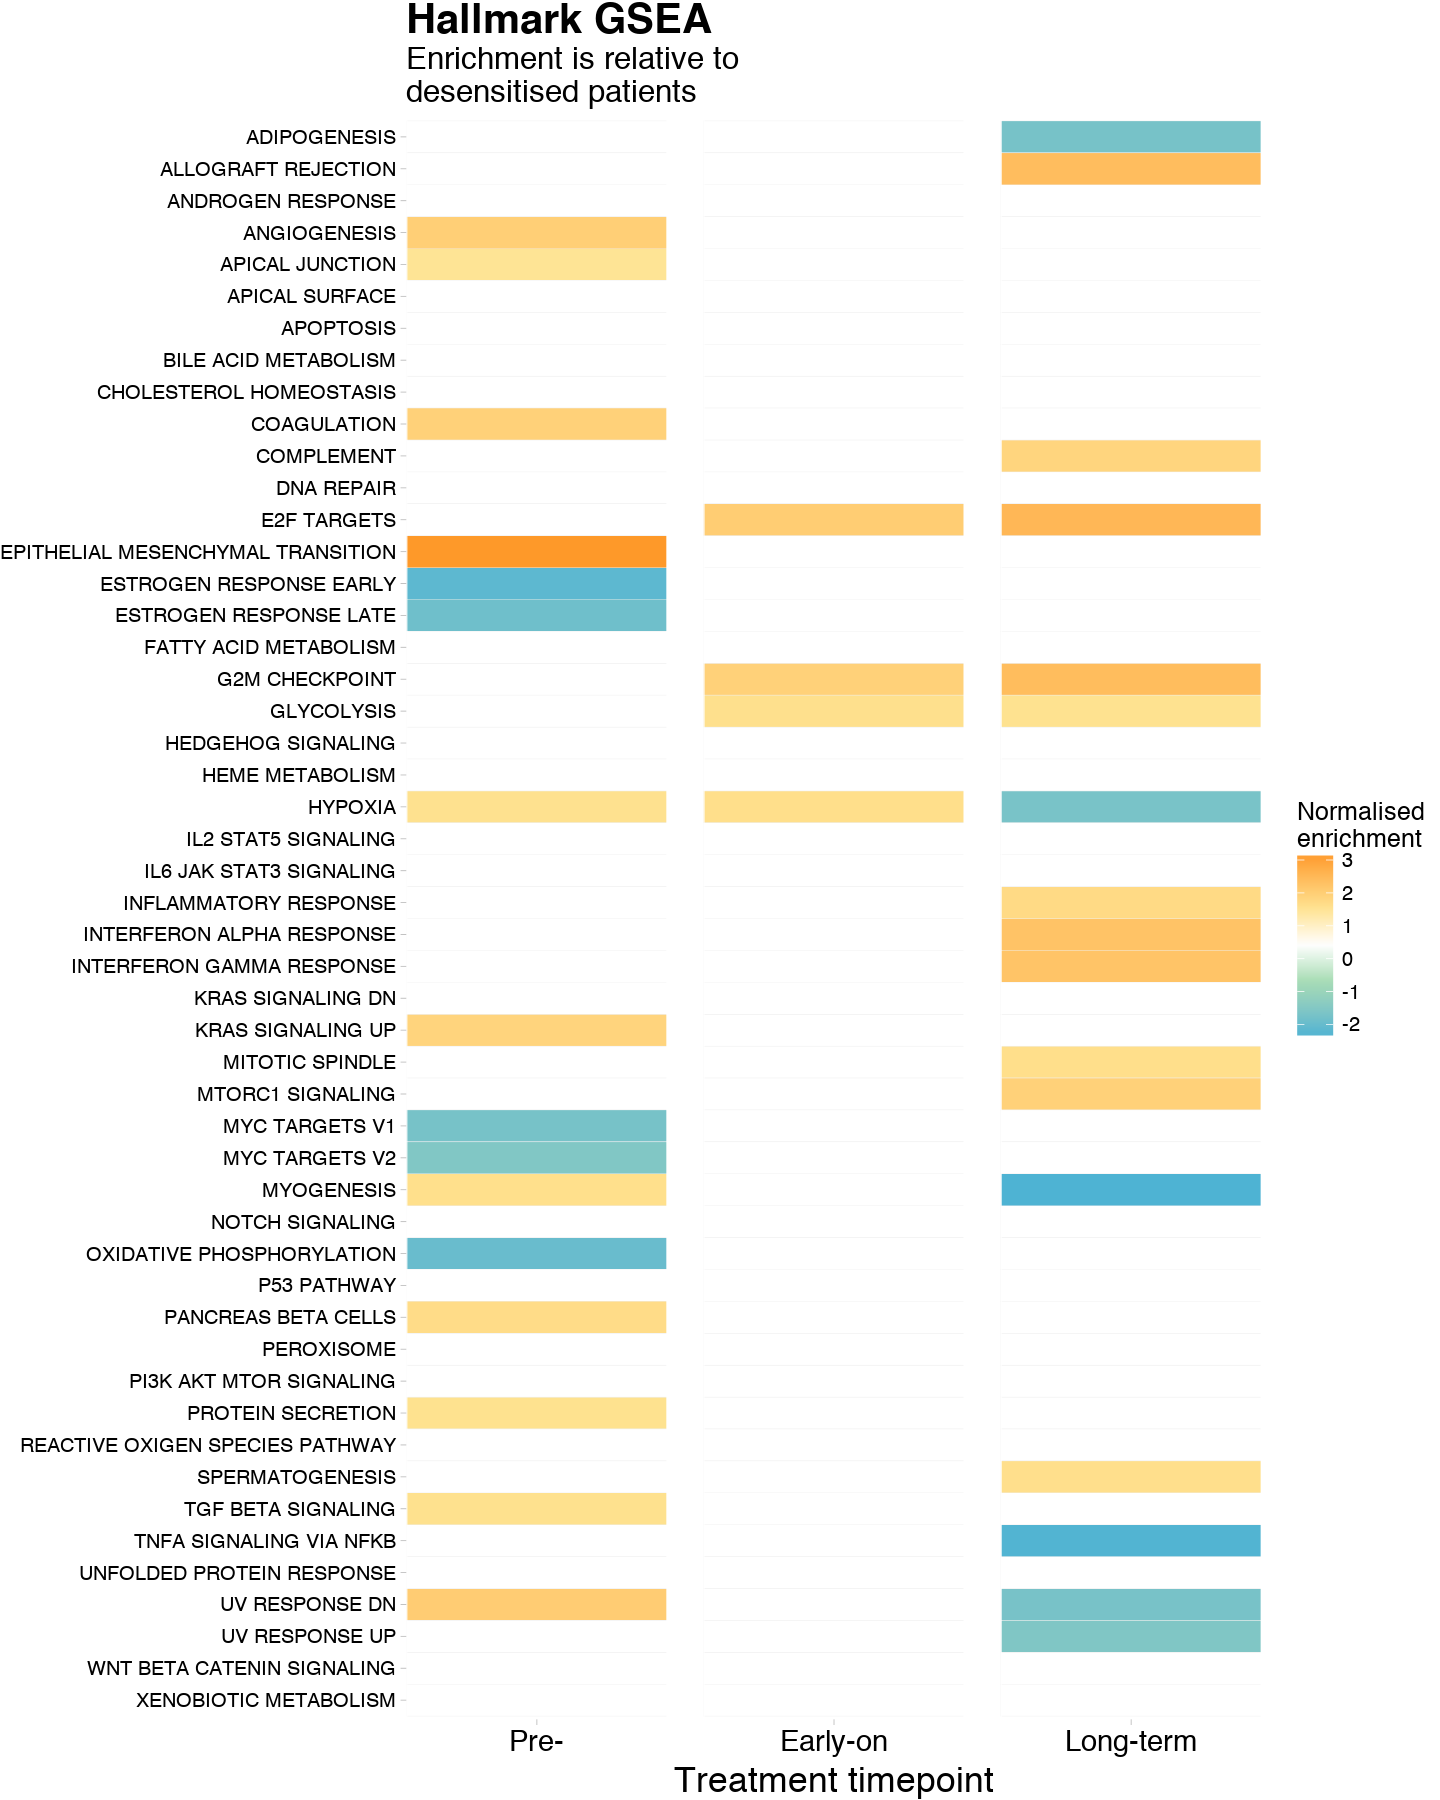 Hallmark GSEA
Enrichment is relative to
desensitised patients
ADIPOGENESIS
ALLOGRAFT REJECTION
ANDROGEN RESPONSE
ANGIOGENESIS
APICAL JUNCTION
APICAL SURFACE
APOPTOSIS
BILE ACID METABOLISM
CHOLESTEROL HOMEOSTASIS
COAGULATION
COMPLEMENT
DNA REPAIR
E2F TARGETS
EPITHELIAL MESENCHYMAL TRANSITION
ESTROGEN RESPONSE EARLY
ESTROGEN RESPONSE LATE
FATTY ACID METABOLISM
G2M CHECKPOINT
GLYCOLYSIS
HEDGEHOG SIGNALING
HEME METABOLISM
HYPOXIA
IL2 STAT5 SIGNALING
IL6 JAK STAT3 SIGNALING
INFLAMMATORY RESPONSE
INTERFERON ALPHA RESPONSE
INTERFERON GAMMA RESPONSE
KRAS SIGNALING DN
KRAS SIGNALING UP
MITOTIC SPINDLE
MTORC1 SIGNALING
MYC TARGETS V1
MYC TARGETS V2
MYOGENESIS
NOTCH SIGNALING
OXIDATIVE PHOSPHORYLATION
P53 PATHWAY
PANCREAS BETA CELLS
PEROXISOME
PI3K AKT MTOR SIGNALING
PROTEIN SECRETION
REACTIVE OXIGEN SPECIES PATHWAY
SPERMATOGENESIS
TGF BETA SIGNALING
TNFA SIGNALING VIA NFKB
UNFOLDED PROTEIN RESPONSE
UV RESPONSE DN
UV RESPONSE UP
WNT BETA CATENIN SIGNALING
XENOBIOTIC METABOLISM
Pre- Early-on Long-term
Treatment timepoint
Normalised
enrichment
3
2
1
0
-1
-2